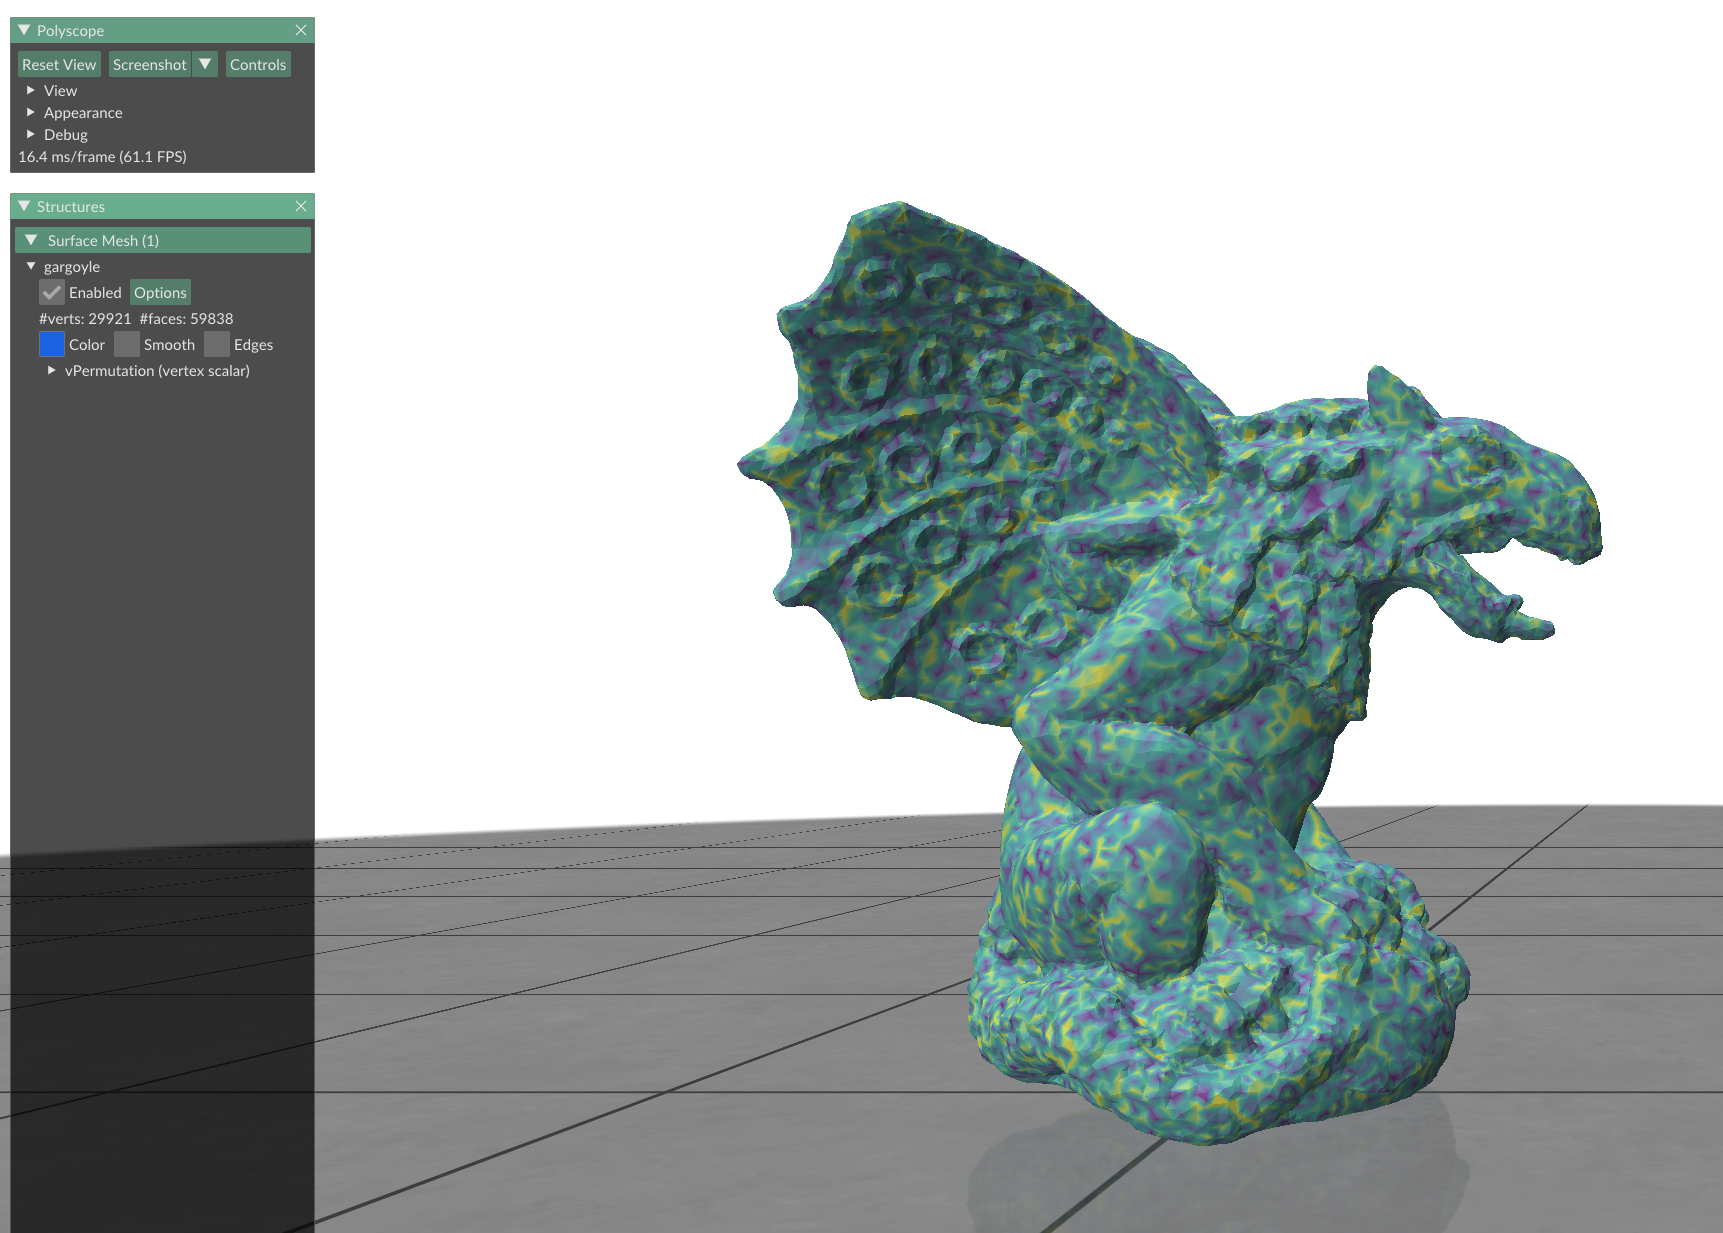 Polyscope
Reset View Screenshot Controls
View
Appearance
Debug
16.4 ms/frame (61.1 FPS)
Structures
Surface Mesh (1)
gargoyle
Enabled Options
#verts: 29921 #faces: 59838
Color Smooth Edges
vPermutation (vertex scalar)